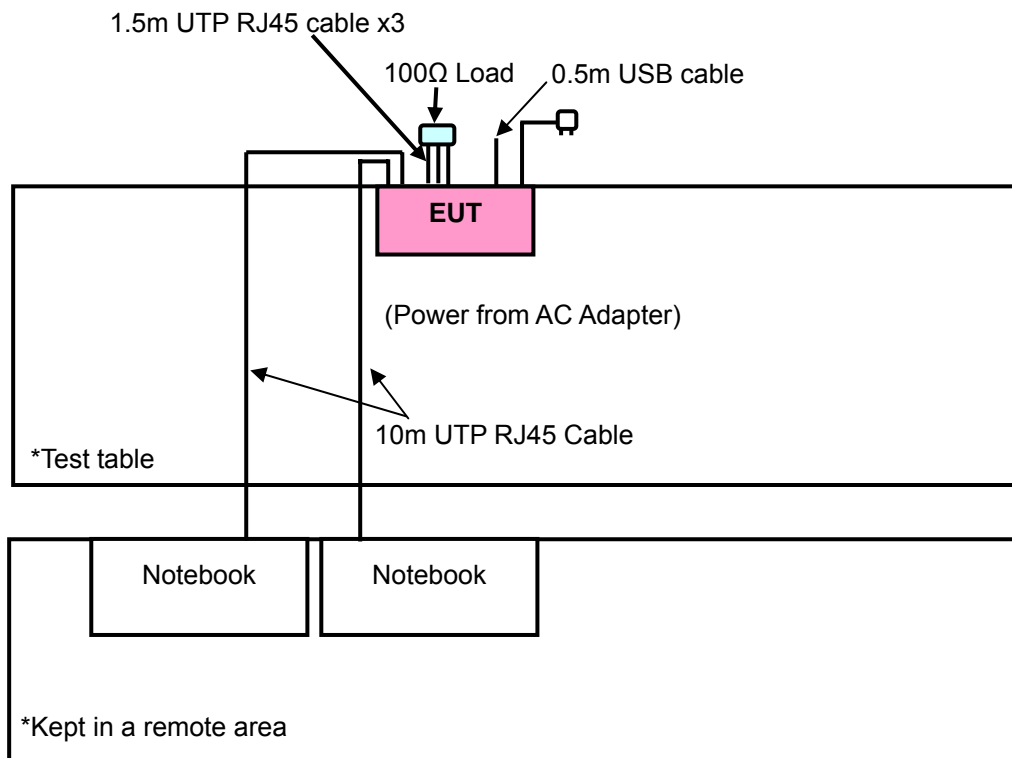 1.5m UTP RJ45 cable x3
100Ω Load
0.5m USB cable
EUT
(Power from AC Adapter)
10m UTP RJ45 Cable
*Test table
Notebook
Notebook
*Kept in a remote area